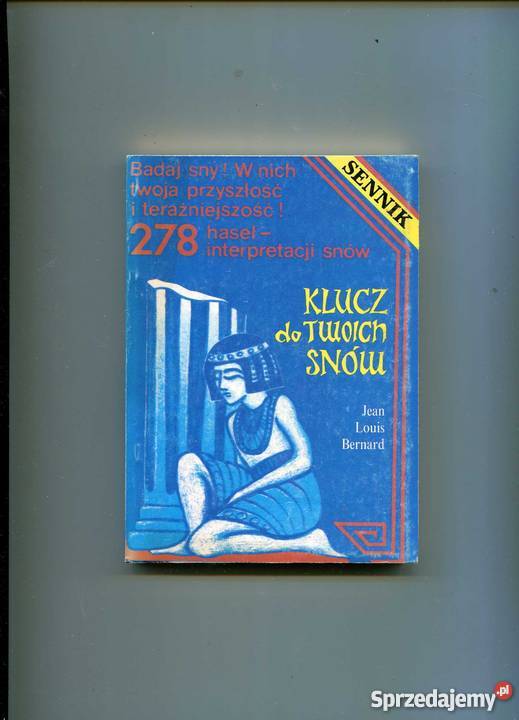 Badaj sny! W nich
twoja przyszłość
i teraźniejszość!
278 haseł –
interpretacji snów
SENNIK
KLUCZ
do TWOICH
SNÓW
Jean
Louis
Bernard
Sprzedajemy.pl